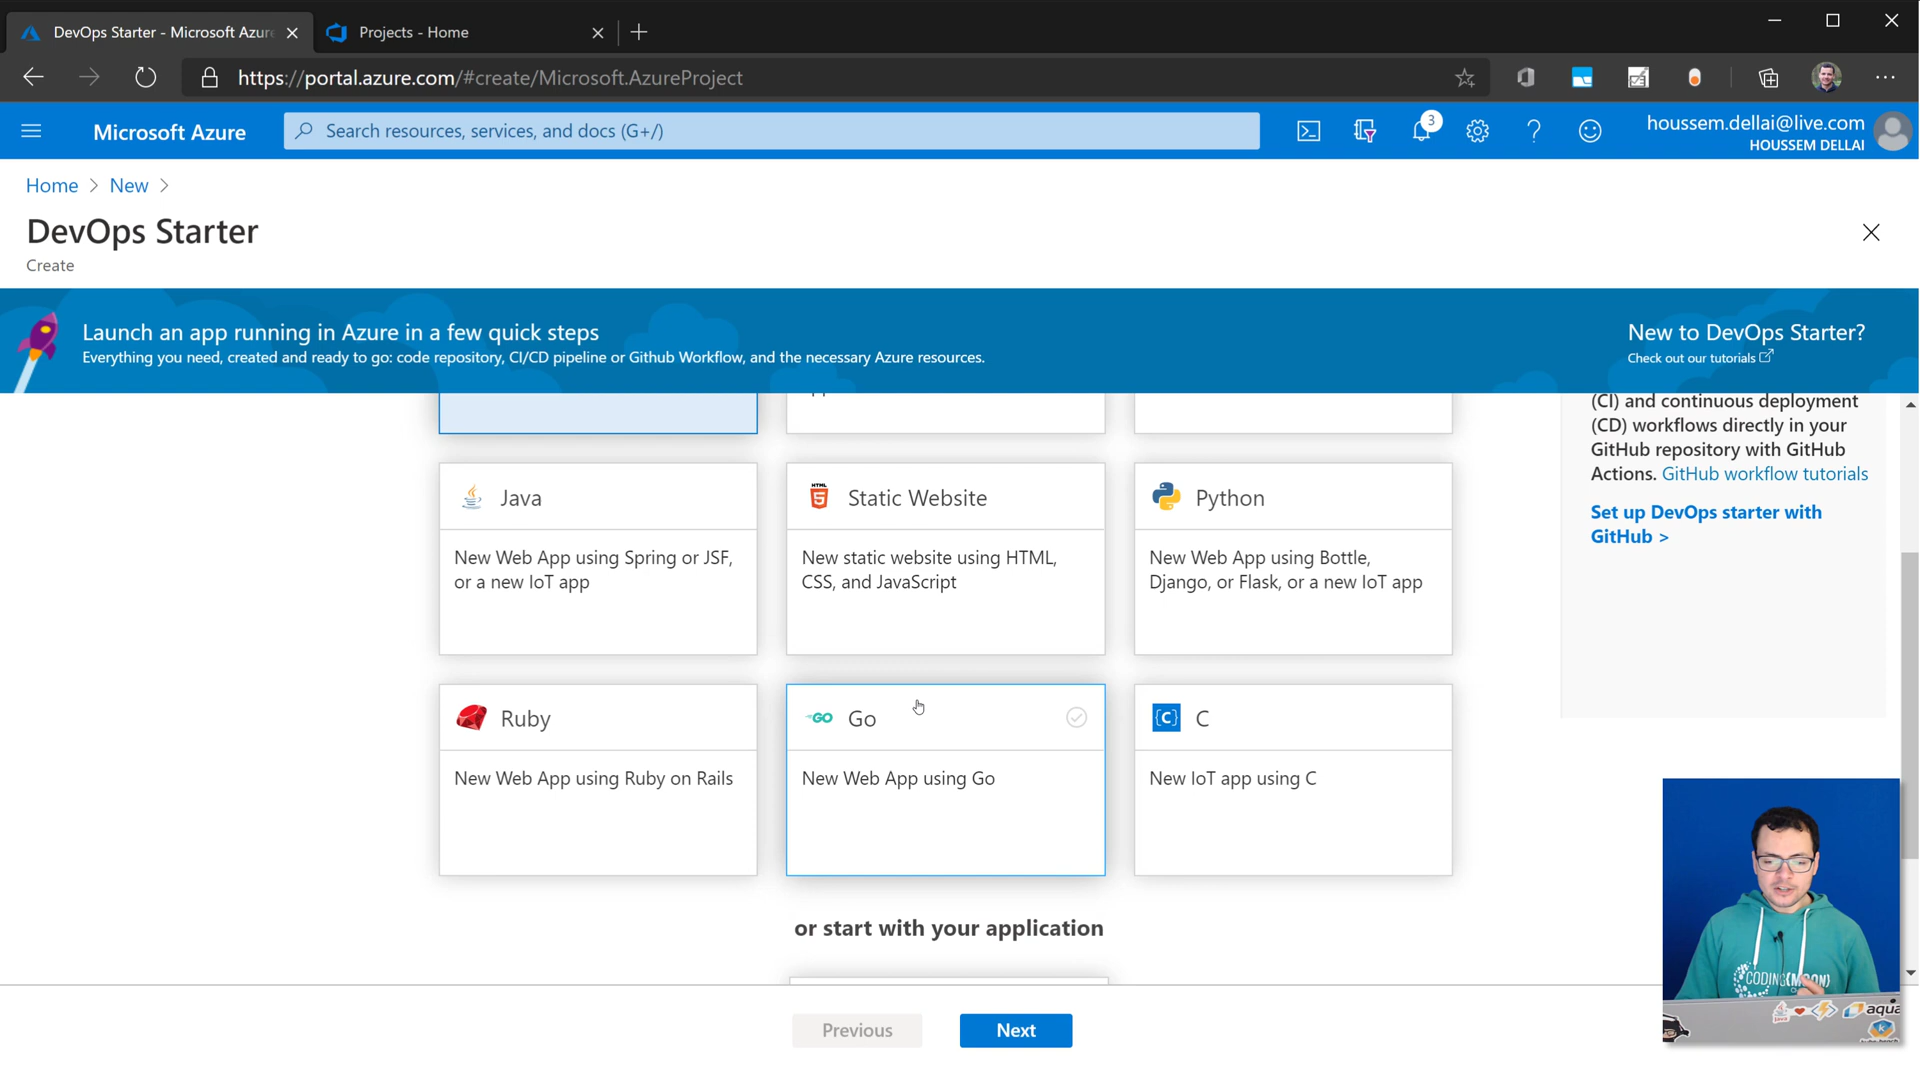 DevOps Starter - Microsoft Azure
Projects - Home
https://portal.azure.com/#create/Microsoft.AzureProject
Microsoft Azure
Search resources, services, and docs (G+/)
3
houssem.dellai@live.com
HOUSSEM DELLAI
Home
New
DevOps Starter
Create
Launch an app running in Azure in a few quick steps
Everything you need, created and ready to go: code repository, CI/CD pipeline or Github Workflow, and the necessary Azure resources.
New to DevOps Starter?
Check out our tutorials
(CI) and continuous deployment
(CD) workflows directly in your
GitHub repository with GitHub
Actions. GitHub workflow tutorials
Set up DevOps starter with
GitHub >
Java
New Web App using Spring or JSF,
or a new IoT app
HTML
5
Static Website
New static website using HTML,
CSS, and JavaScript
Python
New Web App using Bottle,
Django, or Flask, or a new IoT app
Ruby
New Web App using Ruby on Rails
GO
Go
New Web App using Go
{C}
C
New IoT app using C
or start with your application
Previous
Next
CODING{MOON}
aqua